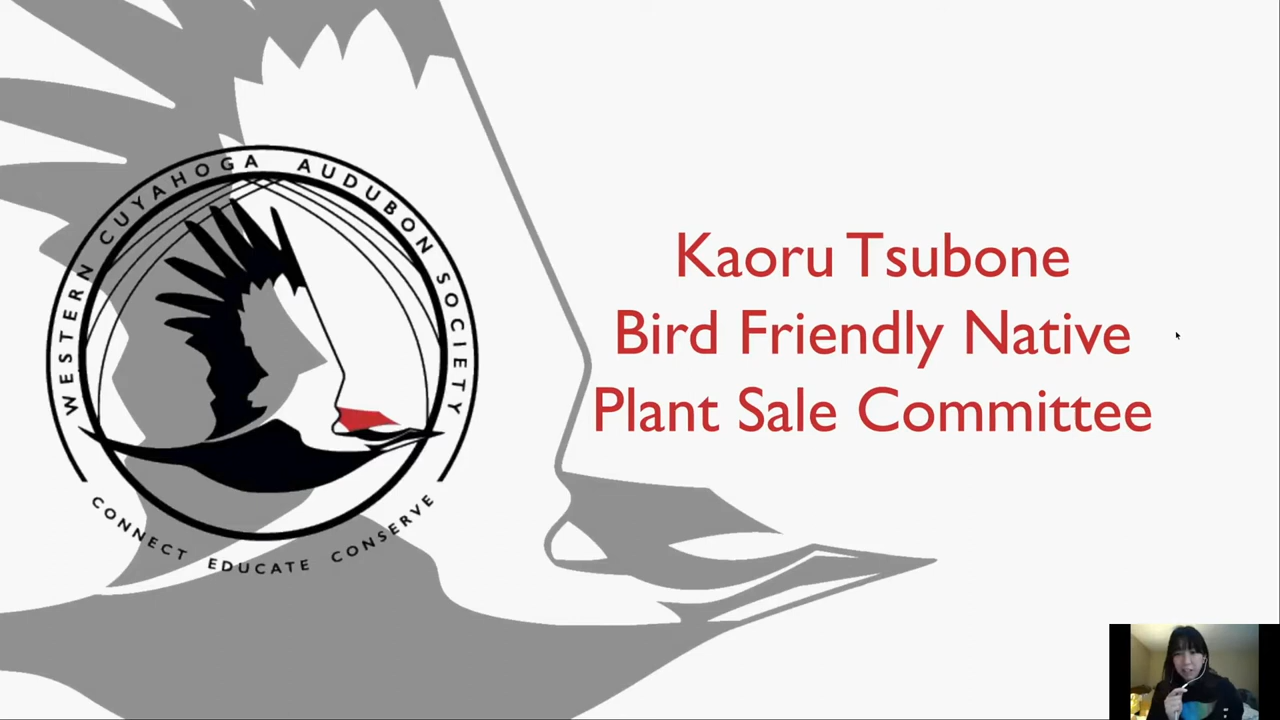 WESTERN CUYAHOGA AUDUBON SOCIETY
CONNECT EDUCATE CONSERVE
Kaoru Tsubone
Bird Friendly Native
Plant Sale Committee